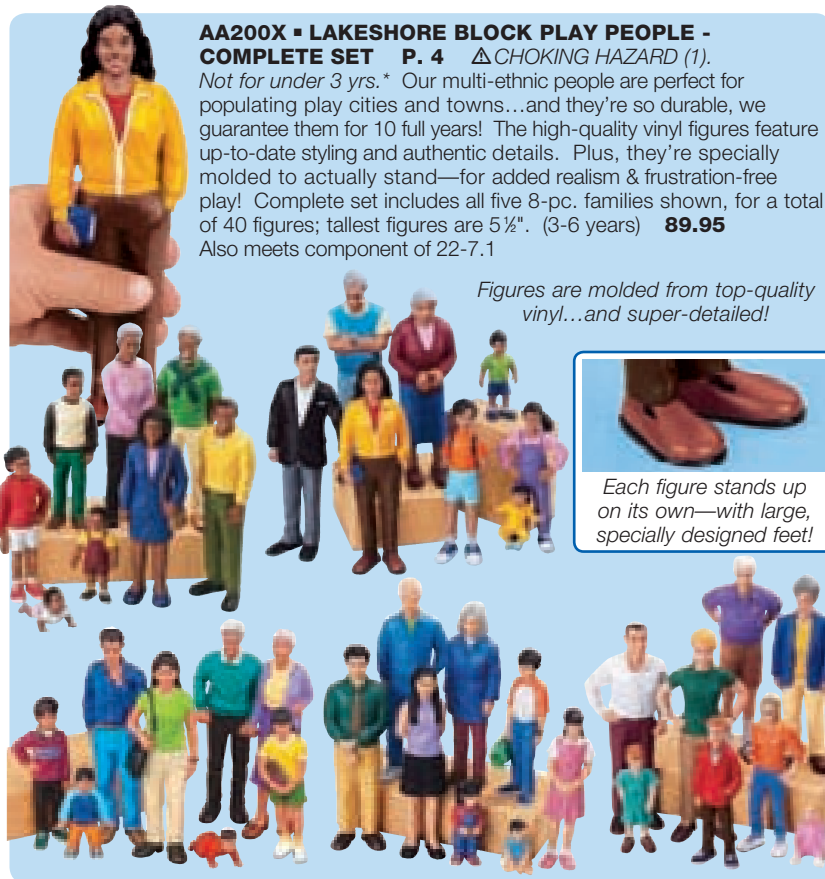 AA200X ▪ LAKESHORE BLOCK PLAY PEOPLE -
COMPLETE SET P. 4 ⚠CHOKING HAZARD (1).
Not for under 3 yrs.* Our multi-ethnic people are perfect for
populating play cities and towns…and they're so durable, we
guarantee them for 10 full years! The high-quality vinyl figures feature
up-to-date styling and authentic details. Plus, they're specially
molded to actually stand—for added realism & frustration-free
play! Complete set includes all five 8-pc. families shown, for a total
of 40 figures; tallest figures are 5½". (3-6 years) 89.95
Also meets component of 22-7.1
Figures are molded from top-quality
vinyl…and super-detailed!
Each figure stands up
on its own—with large,
specially designed feet!